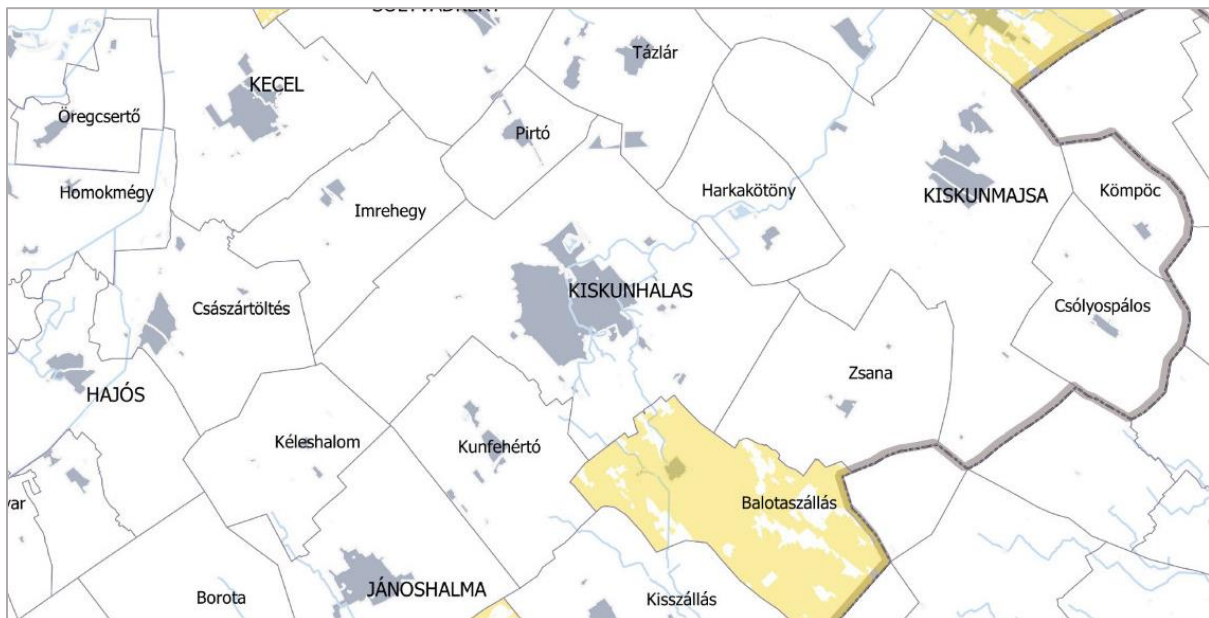 Tázlár
KECEL
Öregcsertő
Pirtó
Homokmégy
Harkakötöny
KISKUNMAJSA
Kömpöc
Imrehegy
KISKUNHALAS
Császártöltés
Csólyospálos
HAJÓS
Zsana
Kéleshalom
Kunfehértó
Balotaszállás
JÁNOSHALMA
Borota
Kisszállás